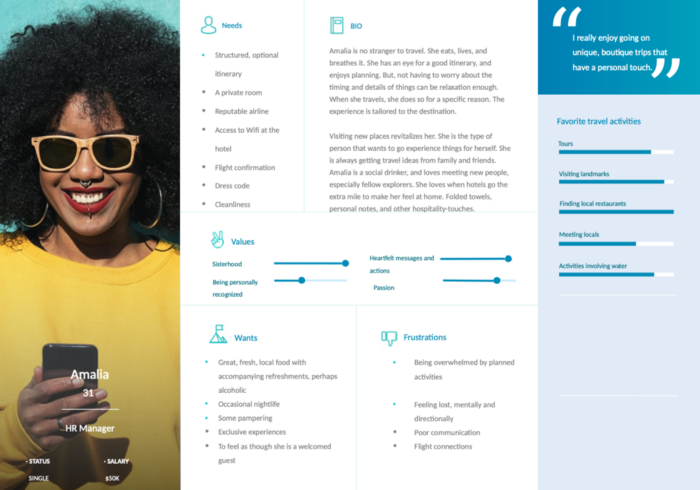 Amalia
31
HR Manager
• STATUS
SINGLE
• SALARY
$50K
Needs
• Structured, optional
itinerary
• A private room
• Reputable airline
• Access to Wifi at the
hotel
• Flight confirmation
• Dress code
• Cleanliness
BIO
Amalia is no stranger to travel. She eats, lives, and
breathes it. She has an eye for a good itinerary, and
enjoys planning. But, not having to worry about the
timing and details of things can be relaxation enough.
When she travels, she does so for a specific reason. The
experience is tailored to the destination.
Visiting new places revitalizes her. She is the type of
person that wants to go experience things for herself. She
is always getting travel ideas from family and friends.
Amalia is a social drinker, and loves meeting new people,
especially fellow explorers. She loves when hotels go the
extra mile to make her feel at home. Folded towels,
personal notes, and other hospitality-touches.
Values
Sisterhood
Being personally
recognized
Heartfelt messages and
actions
Passion
Wants
• Great, fresh, local food with
accompanying refreshments, perhaps
alcoholic
• Occasional nightlife
• Some pampering
• Exclusive experiences
• To feel as though she is a welcomed
guest
Frustrations
• Being overwhelmed by planned
activities
• Feeling lost, mentally and
directionally
• Poor communication
• Flight connections
“
I really enjoy going on
unique, boutique trips that
have a personal touch.
”
Favorite travel activities
Tours
Visiting landmarks
Finding local restaurants
Meeting locals
Activities involving water